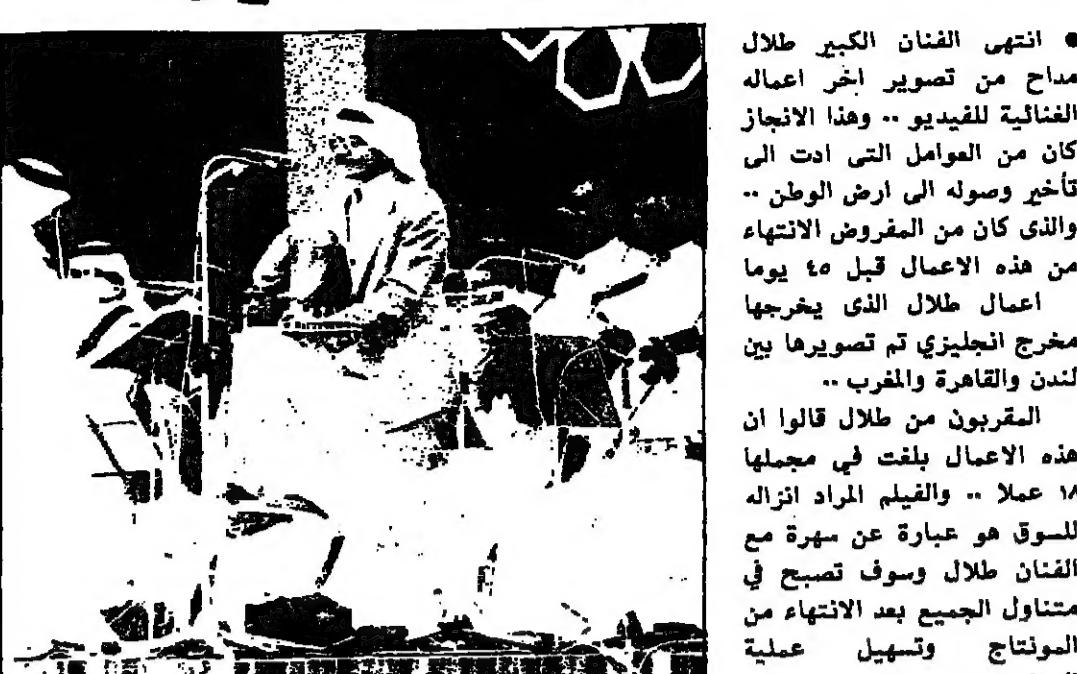 ● انتهى الفنان الكبير طلال
مداح من تصوير اخر اعماله
الغنائية للفيديو .. وهذا الانجاز
كان من العوامل التى ادت الى
تأخير وصوله الى ارض الوطن ..
والذى كان من المفروض الانتهاء
من هذه الاعمال قبل ٤٥ يوما
اعمال طلال الذى يخرجها
مخرج انجليزي تم تصويرها بين
لندن والقاهرة والمغرب ..
المقربون من طلال قالوا ان
هذه الاعمال بلغت في مجملها
١٨ عملا .. والفيلم المراد انزاله
للسوق هو عبارة عن سهرة مع
الفنان طلال وسوف تصبح في
متناول الجميع بعد الانتهاء من
المونتاج وتسهيل عملية